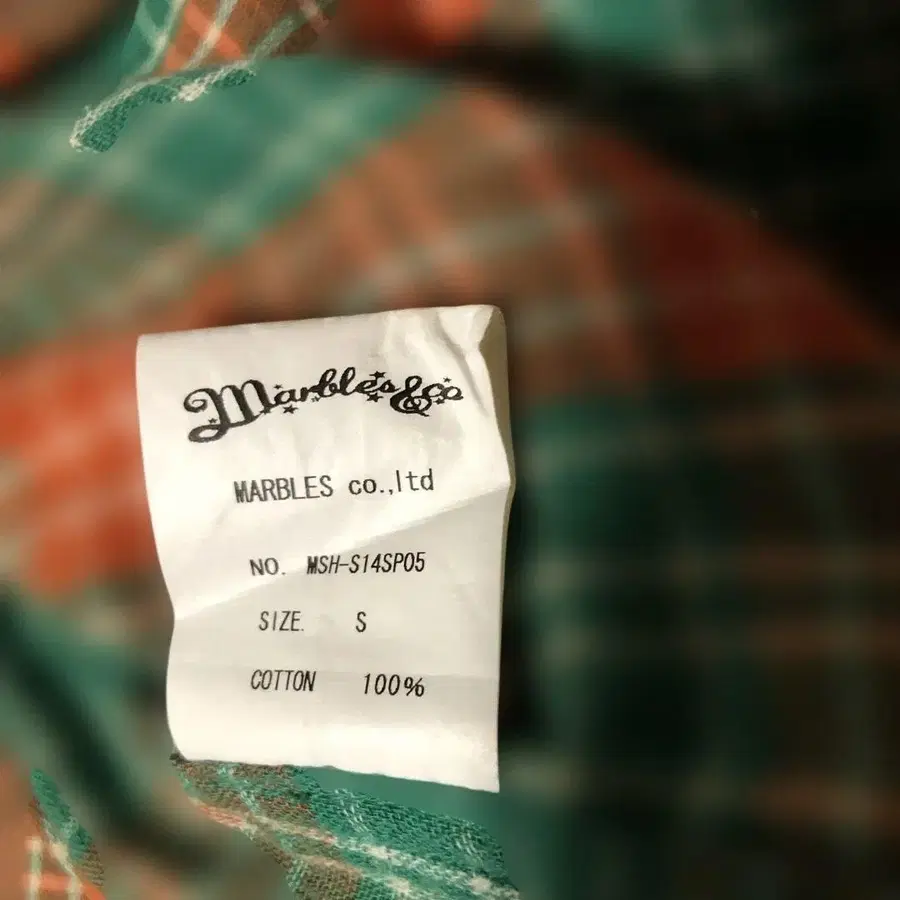 Marbles&co
MARBLES co.,ltd
NO. MSH-S14SP05
SIZE. S
COTTON 100%